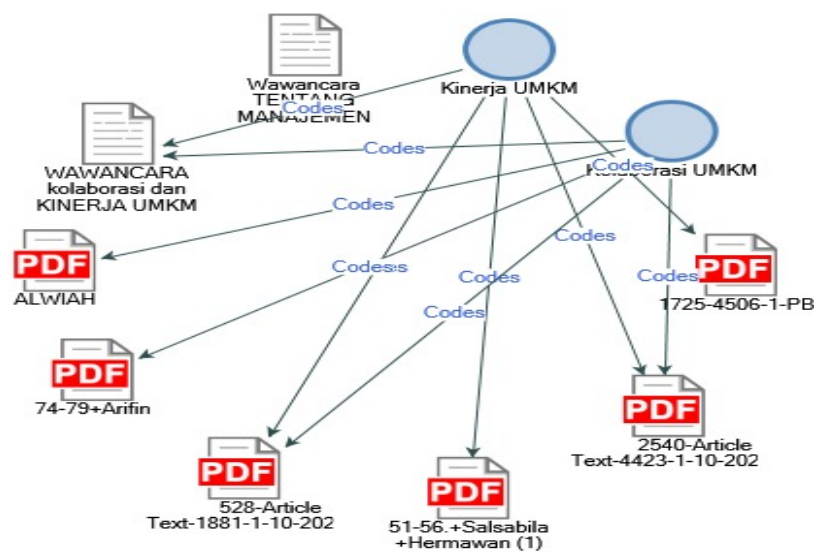 Wawancara
TENTANG
MANAJEMEN
Kinerja UMKM
Codes
WAWANCARA
kolaborasi dan
KINERJA UMKM
Codes
Codes
UMKM
Codes
PDF
ALWIAH
Codes
Codes
Codes
Codes
PDF
1725-4506-1-PB
Codes
PDF
74-79+Arifin
PDF
2540-Article
Text-4423-1-10-202
PDF
528-Article
Text-1881-1-10-202
PDF
51-56.+Salsabila
+Hermawan (1)